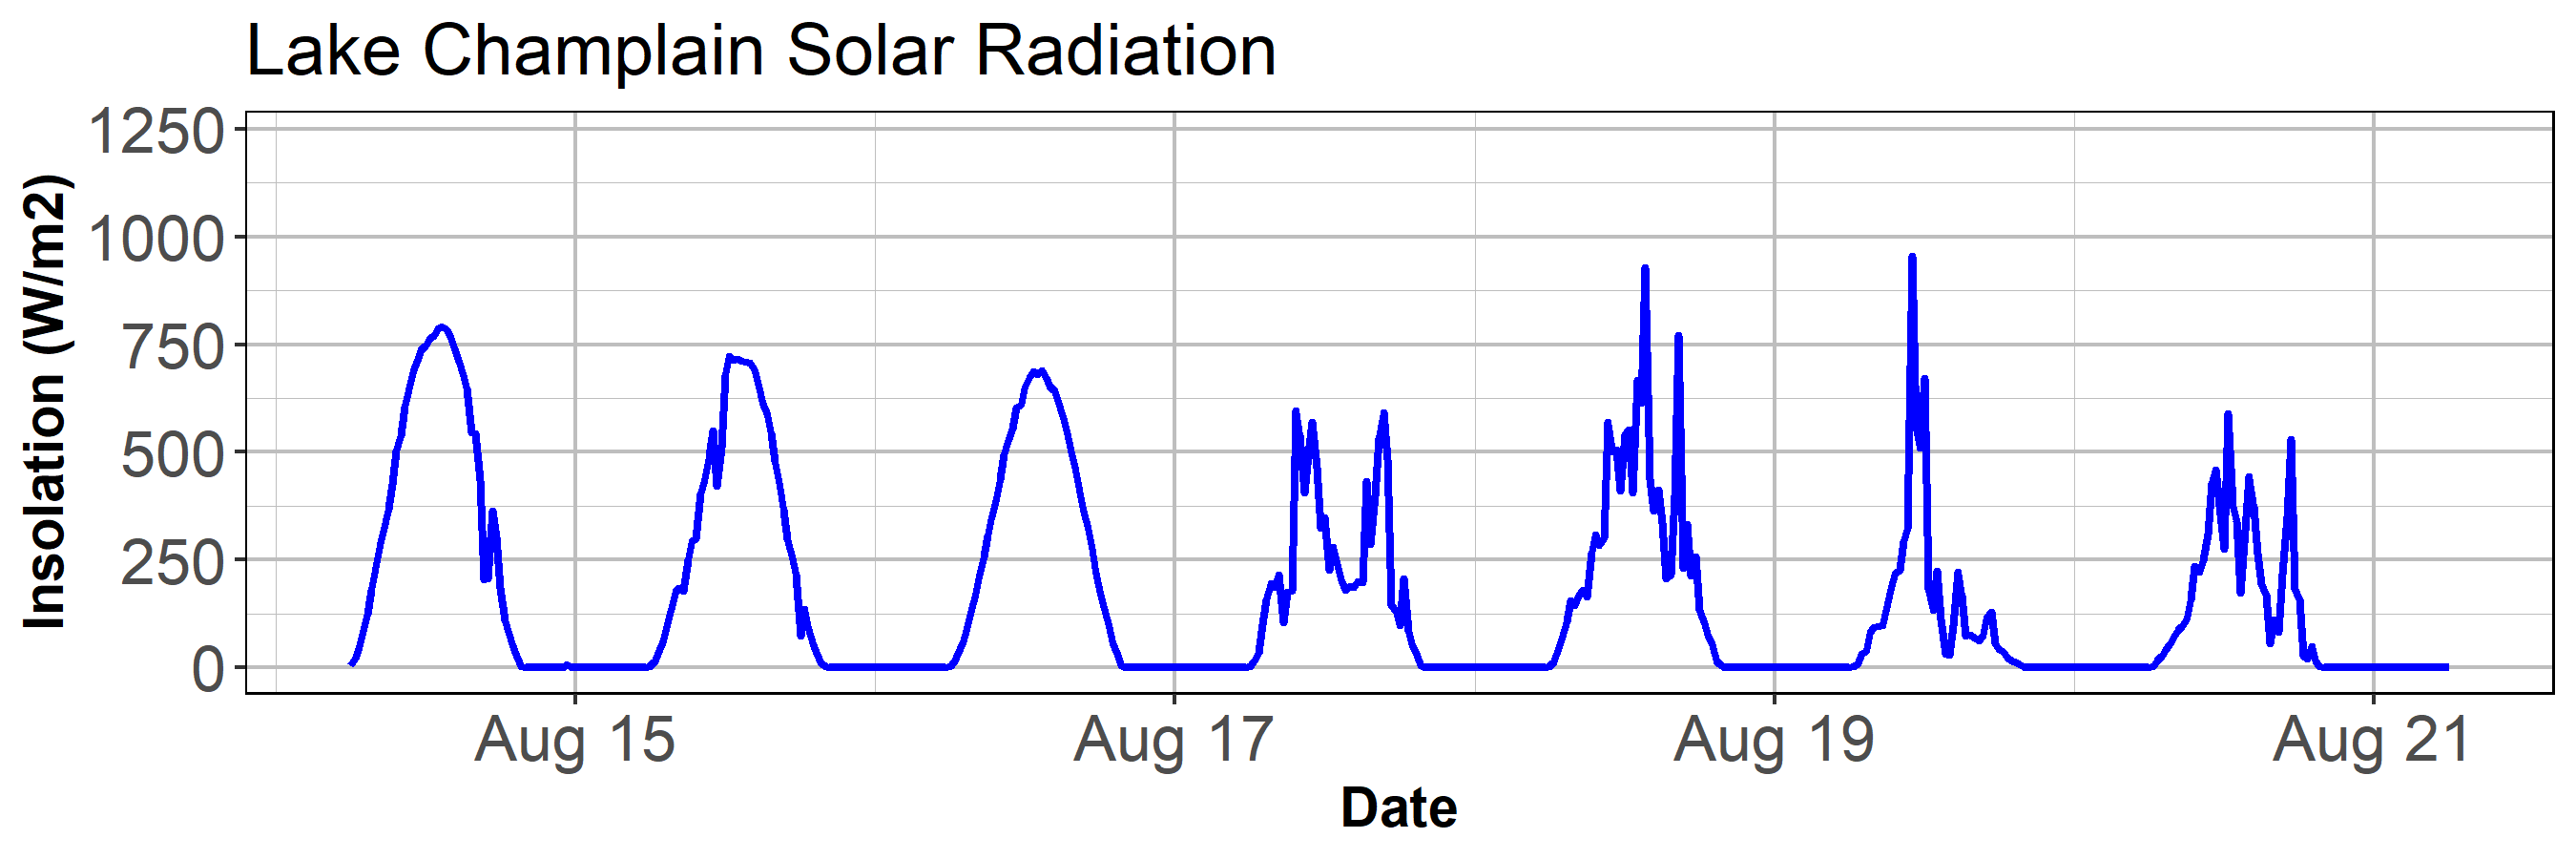 Lake Champlain Solar Radiation
Insolation (W/m2)
1250
1000
750
500
250
0
Aug 15 Aug 17 Aug 19 Aug 21
Date